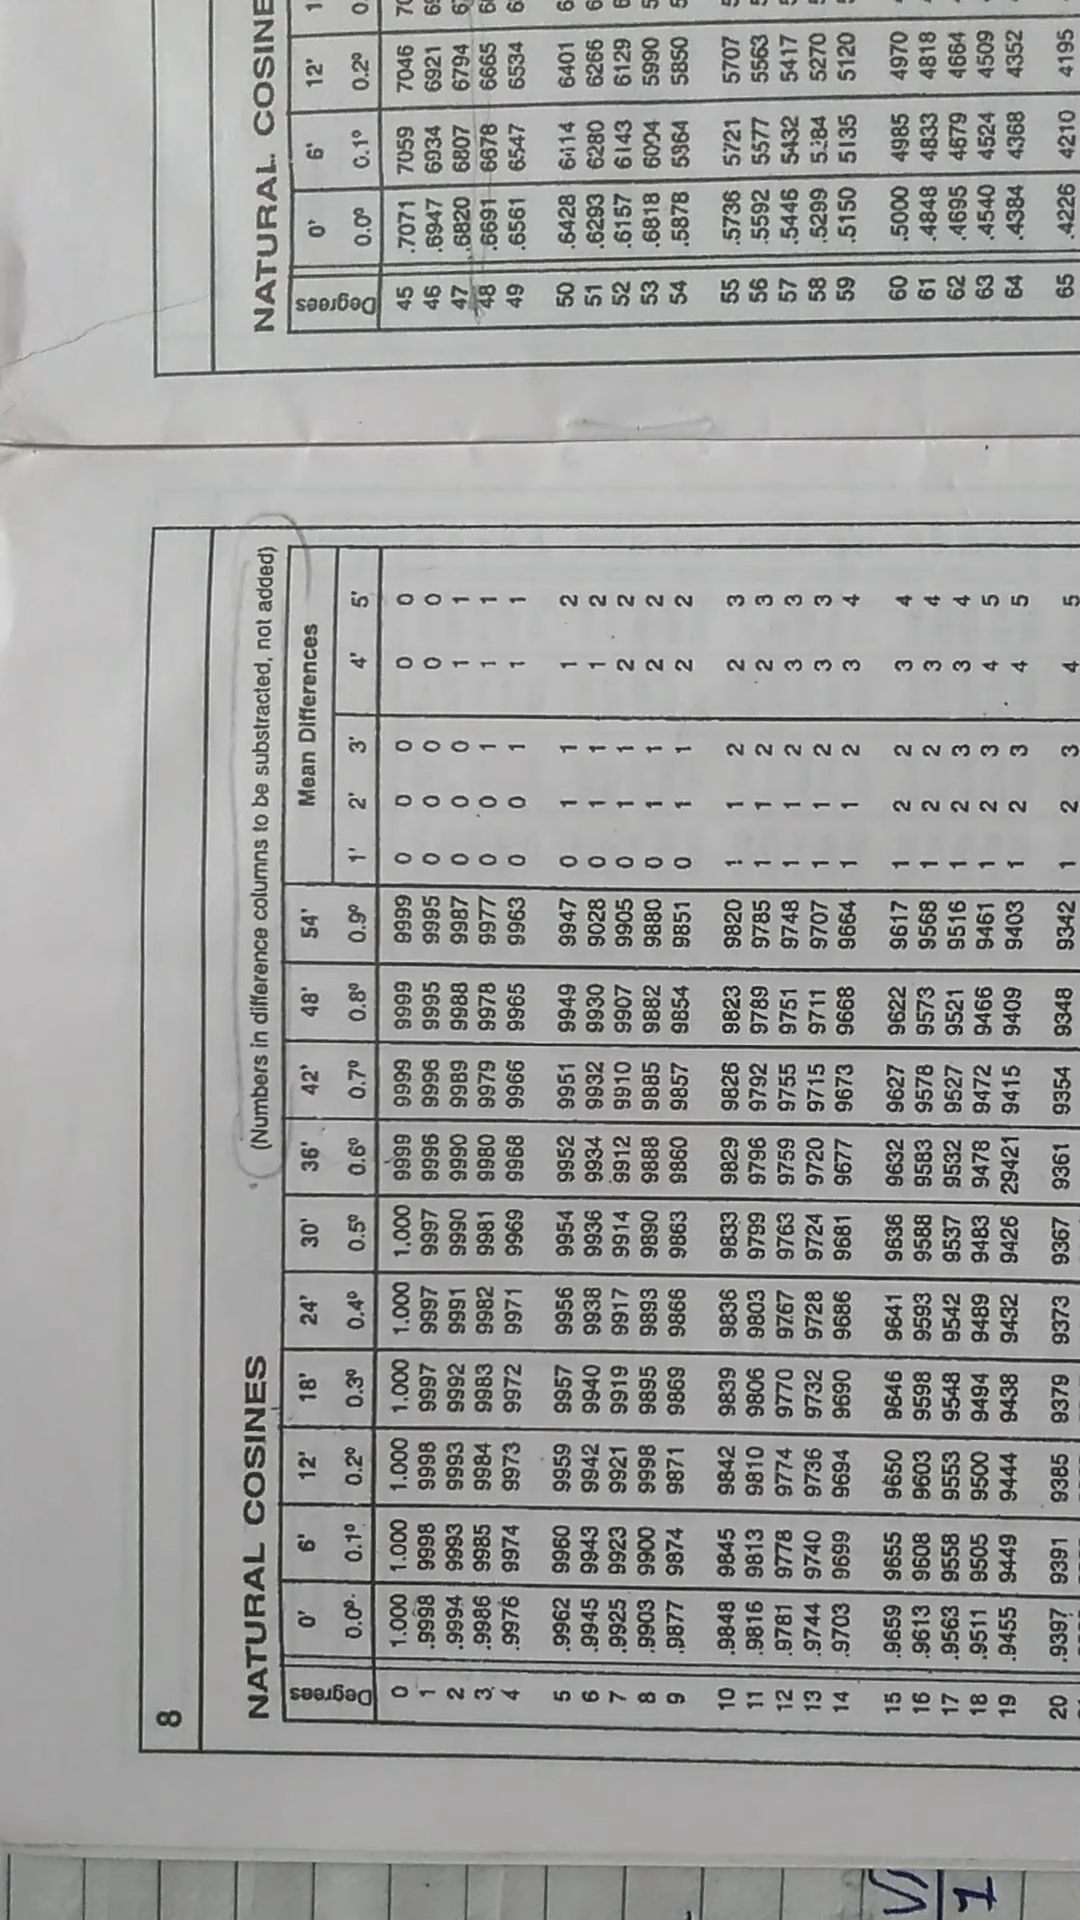 8
NATURAL COSINES (Numbers in difference columns to be substracted, not added)
Degrees 0' 6' 12' 18' 24' 30' 36' 42' 48' 54' Mean Differences
0.0º 0.1º 0.2º 0.3º 0.4º 0.5º 0.6º 0.7º 0.8º 0.9º 1' 2' 3' 4' 5'
0 1.000 1.000 1.000 1.000 1.000 1.000 9999 9999 9999 9999 0 0 0 0 0
1 .9998 9998 9998 9997 9997 9997 9996 9996 9995 9995 0 0 0 0 0
2 .9994 9993 9993 9992 9991 9990 9990 9989 9988 9987 0 0 0 1 1
3 .9986 9985 9984 9983 9982 9981 9980 9979 9978 9977 0 0 1 1 1
4 .9976 9974 9973 9972 9971 9969 9968 9966 9965 9963 0 0 1 1 1
5 .9962 9960 9959 9957 9956 9954 9952 9951 9949 9947 0 1 1 1 2
6 .9945 9943 9942 9940 9938 9936 9934 9932 9930 9028 0 1 1 1 2
7 .9925 9923 9921 9919 9917 9914 9912 9910 9907 9905 0 1 1 2 2
8 .9903 9900 9998 9895 9893 9890 9888 9885 9882 9880 0 1 1 2 2
9 .9877 9874 9871 9869 9866 9863 9860 9857 9854 9851 0 1 1 2 2
10 .9848 9845 9842 9839 9836 9833 9829 9826 9823 9820 1 1 2 2 3
11 .9816 9813 9810 9806 9803 9799 9796 9792 9789 9785 1 1 2 2 3
12 .9781 9778 9774 9770 9767 9763 9759 9755 9751 9748 1 1 2 3 3
13 .9744 9740 9736 9732 9728 9724 9720 9715 9711 9707 1 1 2 3 3
14 .9703 9699 9694 9690 9686 9681 9677 9673 9668 9664 1 1 2 3 4
15 .9659 9655 9650 9646 9641 9636 9632 9627 9622 9617 1 2 2 3 4
16 .9613 9608 9603 9598 9593 9588 9583 9578 9573 9568 1 2 2 3 4
17 .9563 9558 9553 9548 9542 9537 9532 9527 9521 9516 1 2 3 3 4
18 .9511 9505 9500 9494 9489 9483 9478 9472 9466 9461 1 2 3 4 5
19 .9455 9449 9444 9438 9432 9426 29421 9415 9409 9403 1 2 3 4 5
20 .9397 9391 9385 9379 9373 9367 9361 9354 9348 9342 1 2 3 4 5
NATURAL COSINE
Degrees 0' 6' 12'
0.0º 0.1º 0.2º
45 .7071 7059 7046
46 .6947 6934 6921
47 .6820 6807 6794
48 .6691 6678 6665
49 .6561 6547 6534
50 .6428 6414 6401
51 .6293 6280 6266
52 .6157 6143 6129
53 .6818 6004 5990
54 .5878 5864 5850
55 .5736 5721 5707
56 .5592 5577 5563
57 .5446 5432 5417
58 .5299 5284 5270
59 .5150 5135 5120
60 .5000 4985 4970
61 .4848 4833 4818
62 .4695 4679 4664
63 .4540 4524 4509
64 .4384 4368 4352
65 .4226 4210 4195